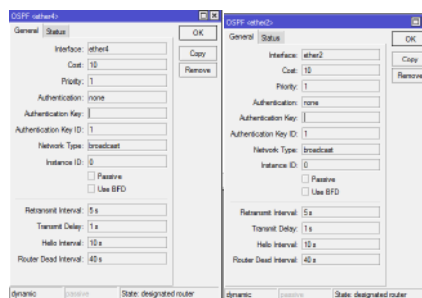 OSPF <ether4>
General Status
Interface: ether4
Cost: 10
Priority: 1
Authentication: none
Authentication Key:
Authentication Key ID: 1
Network Type: broadcast
Instance ID: 0
Passive
Use BFD
Retransmit Interval: 5 s
Transmit Delay: 1 s
Hello Interval: 10 s
Router Dead Interval: 40 s
OK
Copy
Remove
dynamic passive State: designated router
OSPF <ether2>
General Status
Interface: ether2
Cost: 10
Priority: 1
Authentication: none
Authentication Key:
Authentication Key ID: 1
Network Type: broadcast
Instance ID: 0
Passive
Use BFD
Retransmit Interval: 5 s
Transmit Delay: 1 s
Hello Interval: 10 s
Router Dead Interval: 40 s
OK
Copy
Remove
dynamic passive State: designated router